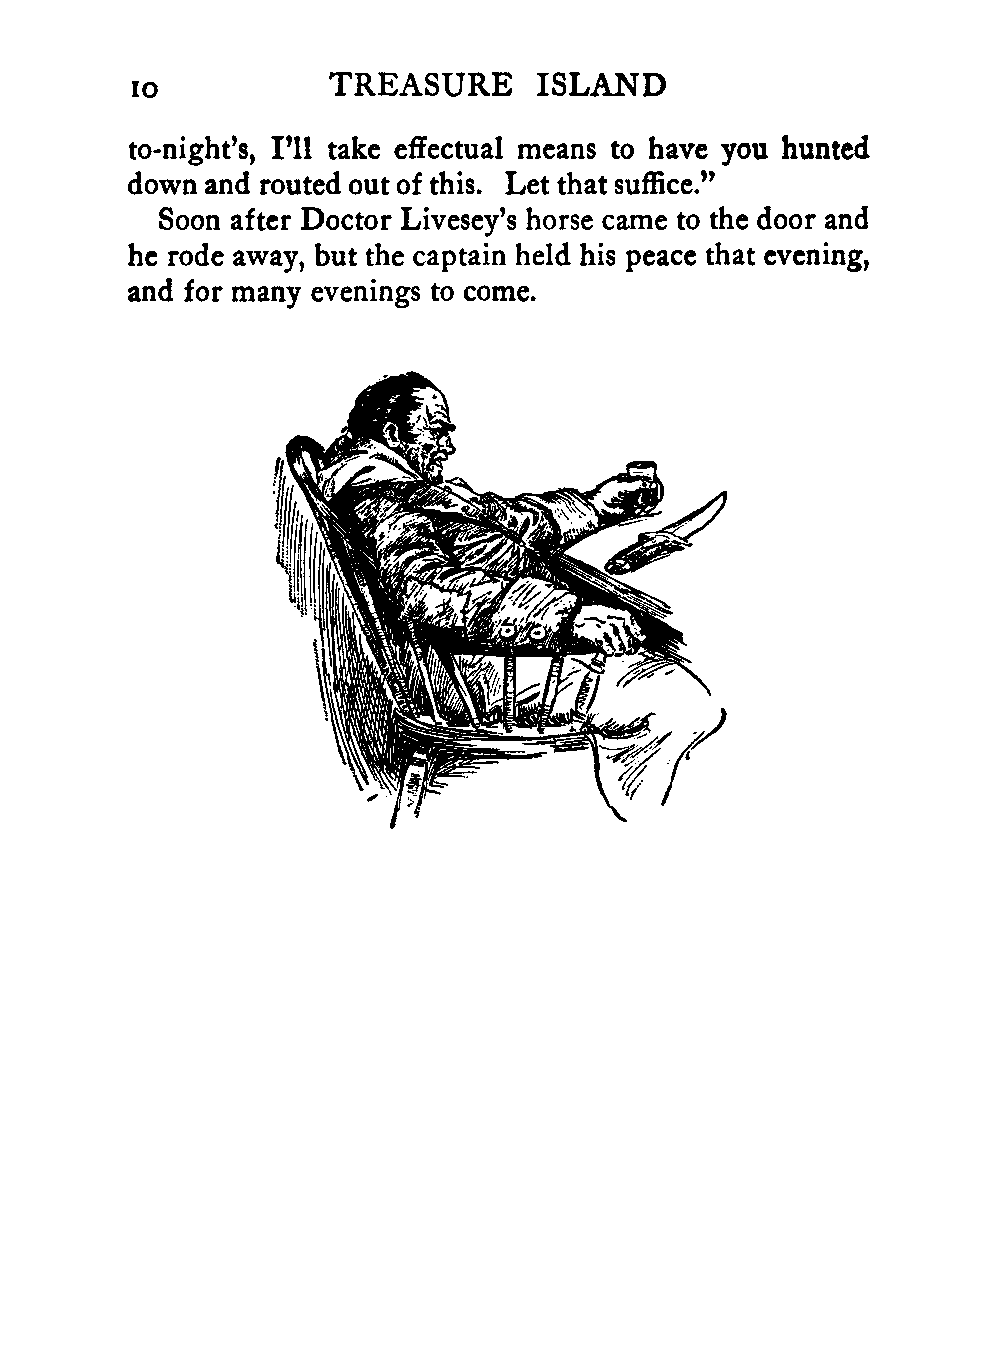 10 TREASURE ISLAND
to-night's, I'll take effectual means to have you hunted
down and routed out of this. Let that suffice."
Soon after Doctor Livesey's horse came to the door and
he rode away, but the captain held his peace that evening,
and for many evenings to come.